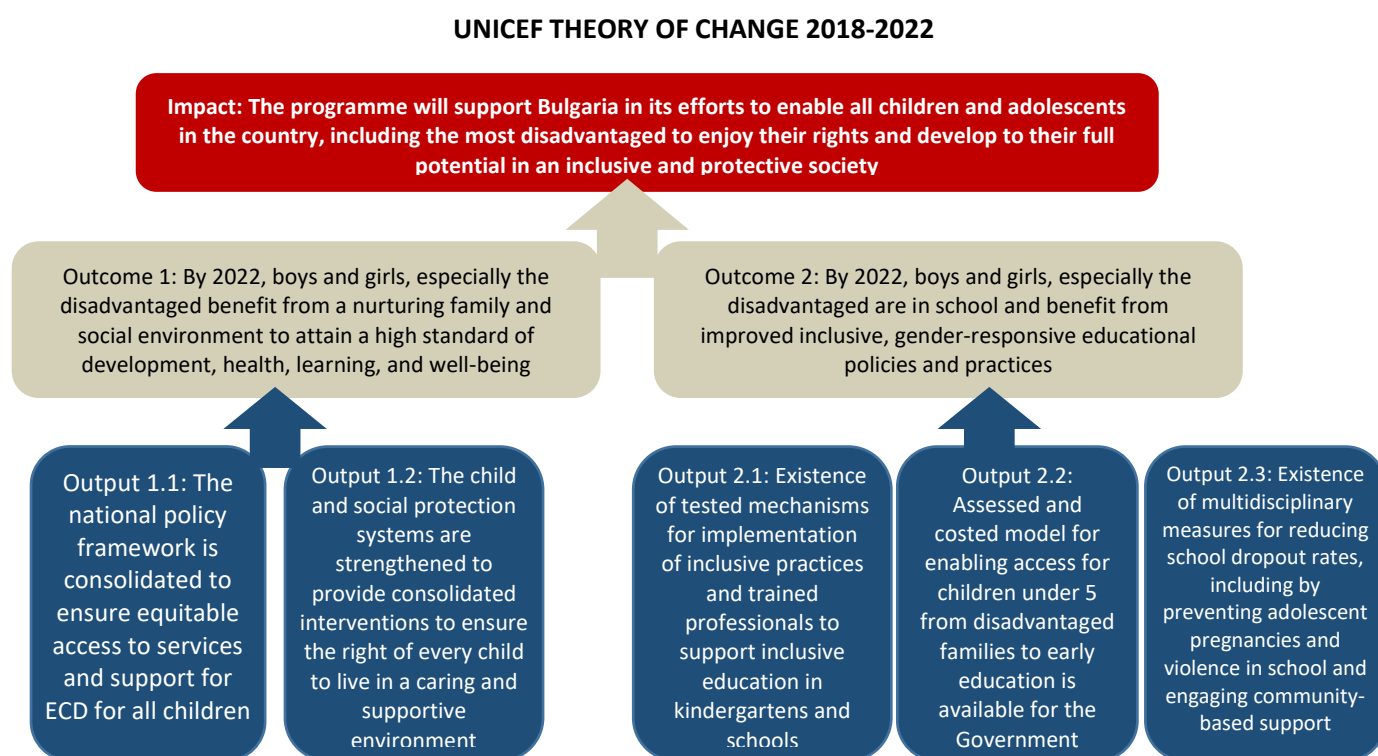 UNICEF THEORY OF CHANGE 2018-2022
Impact: The programme will support Bulgaria in its efforts to enable all children and adolescents
in the country, including the most disadvantaged to enjoy their rights and develop to their full
potential in an inclusive and protective society
Outcome 1: By 2022, boys and girls, especially the
disadvantaged benefit from a nurturing family and
social environment to attain a high standard of
development, health, learning, and well-being
Outcome 2: By 2022, boys and girls, especially the
disadvantaged are in school and benefit from
improved inclusive, gender-responsive educational
policies and practices
Output 1.1: The
national policy
framework is
consolidated to
ensure equitable
access to services
and support for
ECD for all children
Output 1.2: The child
and social protection
systems are
strengthened to
provide consolidated
interventions to ensure
the right of every child
to live in a caring and
supportive
environment
Output 2.1: Existence
of tested mechanisms
for implementation
of inclusive practices
and trained
professionals to
support inclusive
education in
kindergartens and
schools
Output 2.2:
Assessed and
costed model for
enabling access for
children under 5
from disadvantaged
families to early
education is
available for the
Government
Output 2.3: Existence
of multidisciplinary
measures for reducing
school dropout rates,
including by
preventing adolescent
pregnancies and
violence in school and
engaging community-
based support